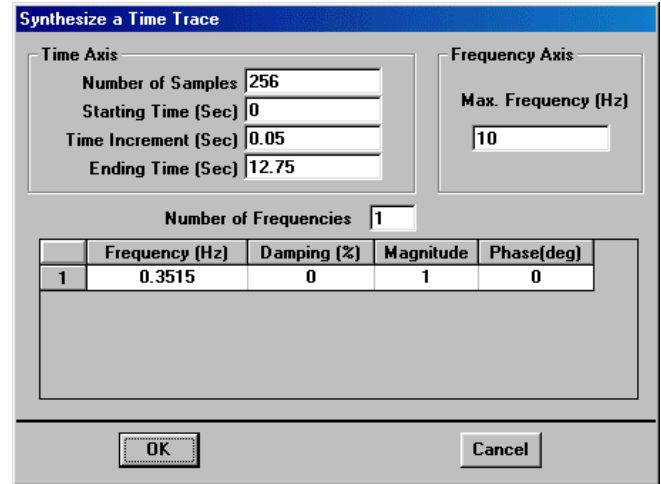 Synthesize a Time Trace
Time Axis
Number of Samples 256
Starting Time (Sec) 0
Time Increment (Sec) 0.05
Ending Time (Sec) 12.75
Frequency Axis
Max. Frequency (Hz)
10
Number of Frequencies 1
Frequency (Hz) Damping (%) Magnitude Phase(deg)
1 0.3515 0 1 0
OK Cancel